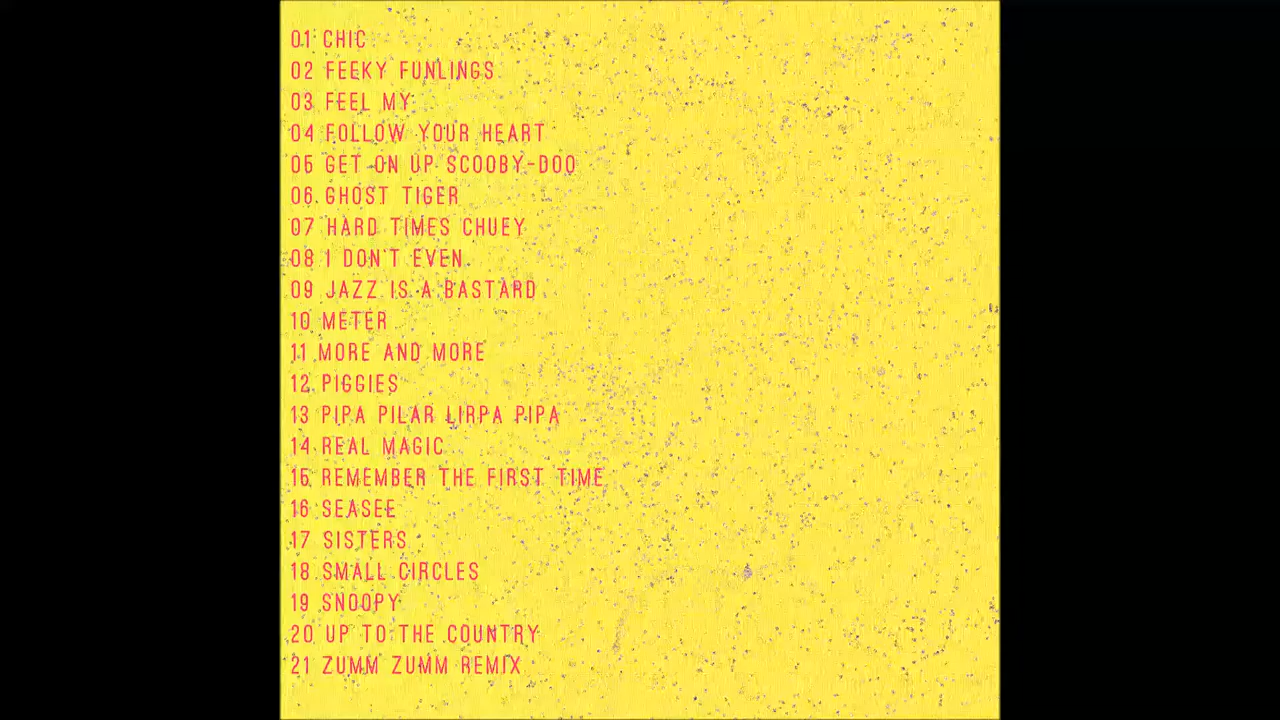 01 CHIC
02 FEEKY FUNLINGS
03 FEEL MY
04 FOLLOW YOUR HEART
05 GET ON UP SCOOBY-DOO
06 GHOST TIGER
07 HARD TIMES CHUEY
08 I DON'T EVEN
09 JAZZ IS A BASTARD
10 METER
11 MORE AND MORE
12 PIGGIES
13 PIPA PILAR LIRPA PIPA
14 REAL MAGIC
15 REMEMBER THE FIRST TIME
16 SEASEE
17 SISTERS
18 SMALL CIRCLES
19 SNOOPY
20 UP TO THE COUNTRY
21 ZUMM ZUMM REMIX